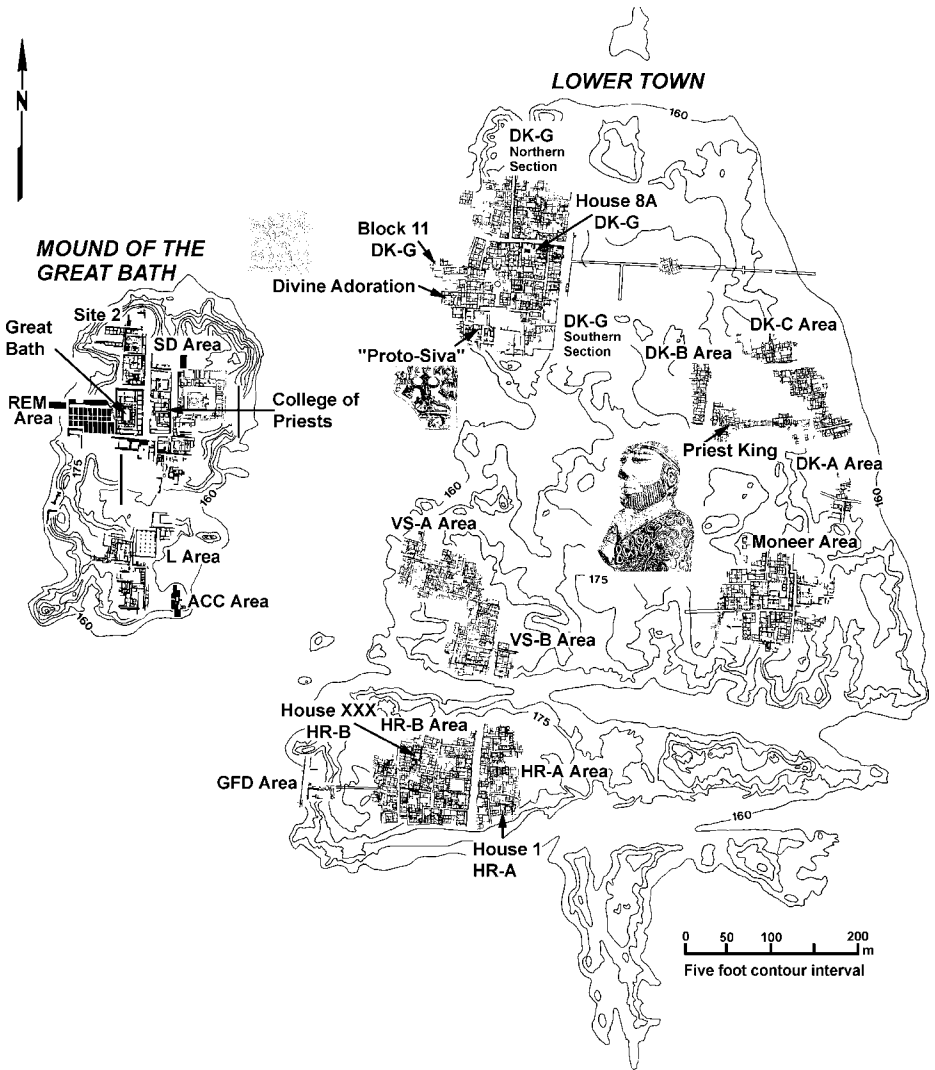 N
LOWER TOWN
160
DK-G
Northern
Section
House 8A
DK-G
Block 11
DK-G
Divine Adoration
MOUND OF THE
GREAT BATH
Site 2
Great
Bath
SD Area
"Proto-Siva"
DK-G
Southern
Section
DK-C Area
DK-B Area
REM
Area
College of
Priests
Priest King
DK-A Area
175
160
160
160
VS-A Area
Moneer Area
L Area
175
ACC Area
160
VS-B Area
House XXX
HR-B
HR-B Area
175
GFD Area
HR-A Area
160
House 1
HR-A
0 50 100 200
m
Five foot contour interval